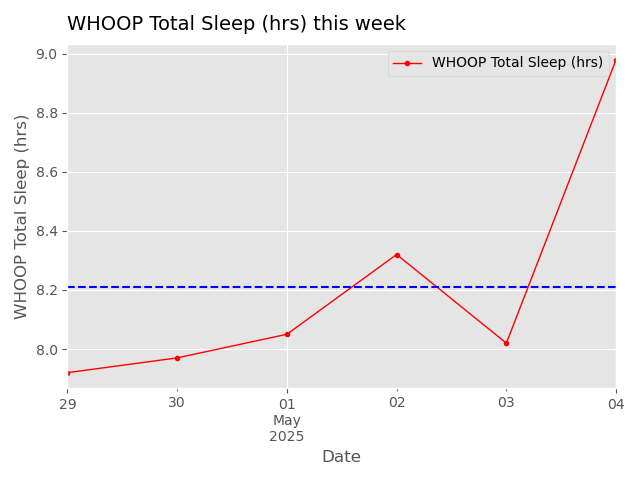 WHOOP Total Sleep (hrs) this week
WHOOP Total Sleep (hrs)
WHOOP Total Sleep (hrs)
9.0
8.8
8.6
8.4
8.2
8.0
29 30 01 02 03 04
May
2025
Date